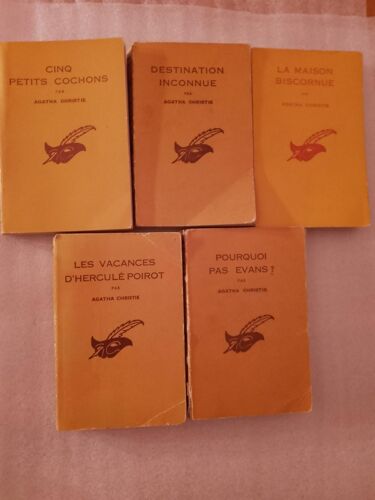 CINQ
PETITS COCHONS
PAR
AGATHA CHRISTIE
DESTINATION
INCONNUE
PAR
AGATHA CHRISTIE
LA MAISON
BISCORNUE
PAR
AGATHA CHRISTIE
LES VACANCES
D'HERCULE POIROT
PAR
AGATHA CHRISTIE
POURQUOI
PAS EVANS?
PAR
AGATHA CHRISTIE